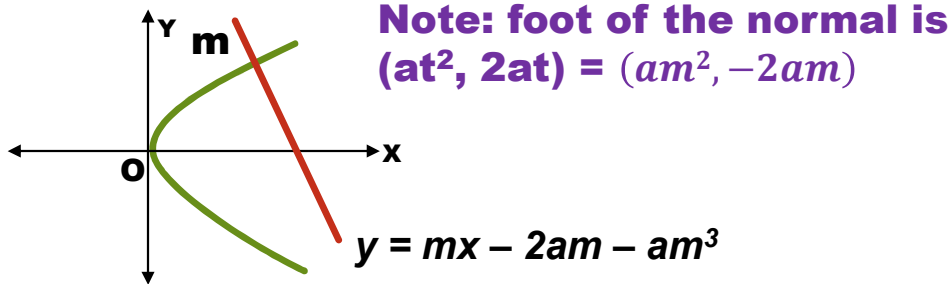 Note: foot of the normal is
(at², 2at) = (am², −2am)
Y
m
X
O
y = mx – 2am – am³